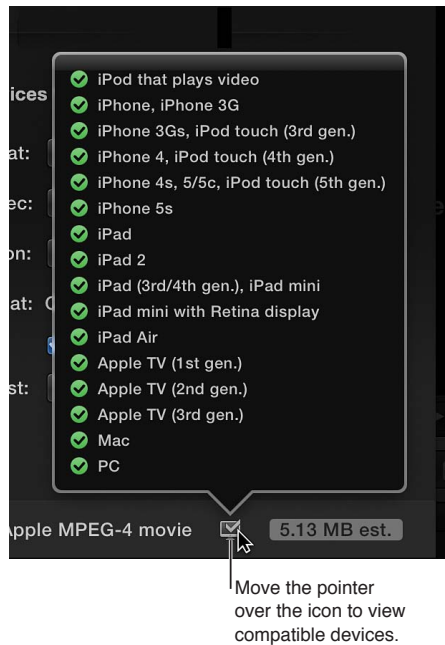 iPod that plays video
iPhone, iPhone 3G
ices
iPhone 3Gs, iPod touch (3rd gen.)
at:
iPhone 4, iPod touch (4th gen.)
iPhone 4s, 5/5c, iPod touch (5th gen.)
ec:
iPhone 5s
iPad
on:
iPad 2
iPad (3rd/4th gen.), iPad mini
at:
iPad mini with Retina display
iPad Air
Apple TV (1st gen.)
st:
Apple TV (2nd gen.)
Apple TV (3rd gen.)
Mac
PC
Apple MPEG-4 movie
5.13 MB est.
Move the pointer
over the icon to view
compatible devices.